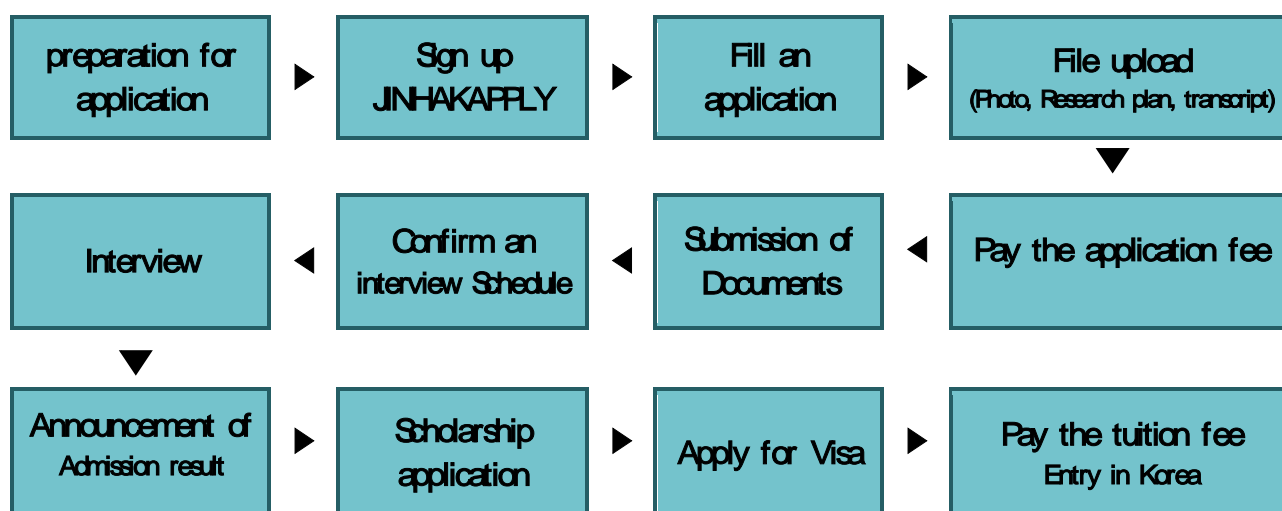 preparation for
application
Sign up
JINHAKAPPLY
Fill an
application
File upload
(Photo, Research plan, transcript)
Pay the application fee
Submission of
Documents
Confirm an
interview Schedule
Interview
Announcement of
Admission result
Scholarship
application
Apply for Visa
Pay the tuition fee
Entry in Korea